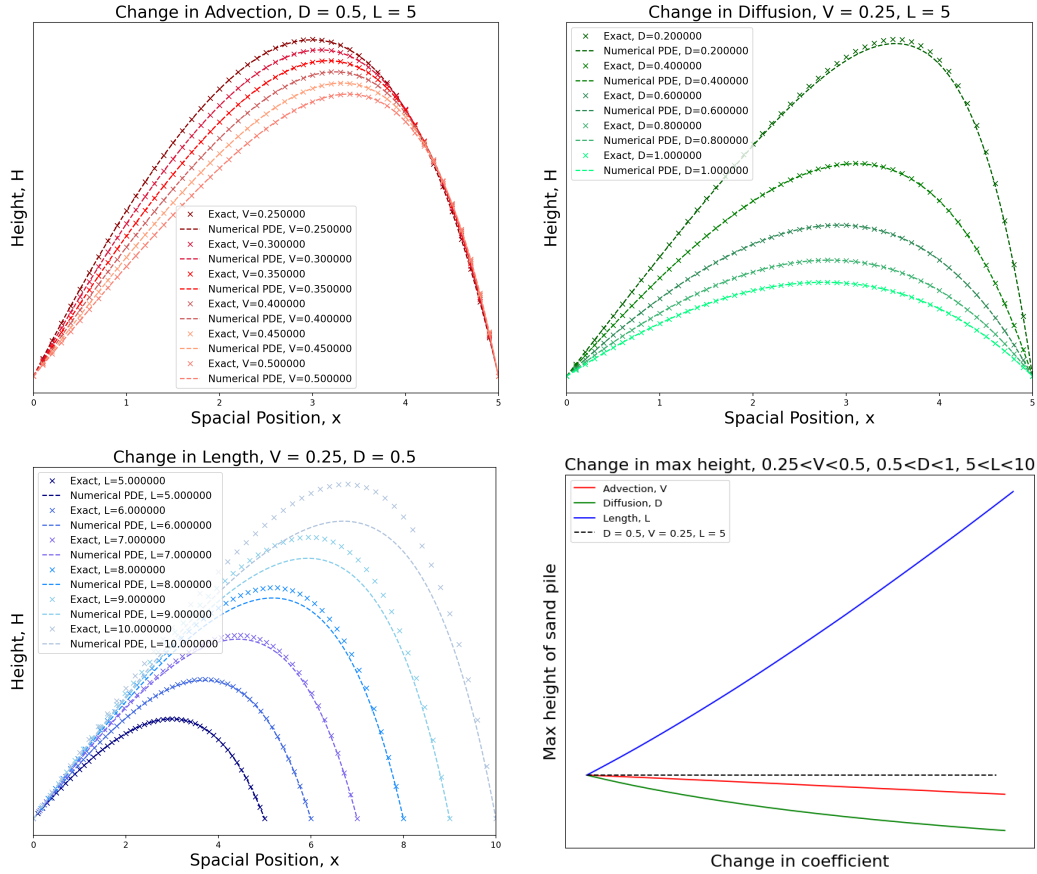 Change in Advection, D = 0.5, L = 5
Height, H
Exact, V=0.250000
Numerical PDE, V=0.250000
Exact, V=0.300000
Numerical PDE, V=0.300000
Exact, V=0.350000
Numerical PDE, V=0.350000
Exact, V=0.400000
Numerical PDE, V=0.400000
Exact, V=0.450000
Numerical PDE, V=0.450000
Exact, V=0.500000
Numerical PDE, V=0.500000
0 1 2 3 4 5
Spacial Position, x
Change in Diffusion, V = 0.25, L = 5
Height, H
Exact, D=0.200000
Numerical PDE, D=0.200000
Exact, D=0.400000
Numerical PDE, D=0.400000
Exact, D=0.600000
Numerical PDE, D=0.600000
Exact, D=0.800000
Numerical PDE, D=0.800000
Exact, D=1.000000
Numerical PDE, D=1.000000
0 1 2 3 4 5
Spacial Position, x
Change in Length, V = 0.25, D = 0.5
Height, H
Exact, L=5.000000
Numerical PDE, L=5.000000
Exact, L=6.000000
Numerical PDE, L=6.000000
Exact, L=7.000000
Numerical PDE, L=7.000000
Exact, L=8.000000
Numerical PDE, L=8.000000
Exact, L=9.000000
Numerical PDE, L=9.000000
Exact, L=10.000000
Numerical PDE, L=10.000000
0 2 4 6 8 10
Spacial Position, x
Change in max height, 0.25<V<0.5, 0.5<D<1, 5<L<10
Max height of sand pile
Advection, V
Diffusion, D
Length, L
D = 0.5, V = 0.25, L = 5
Change in coefficient